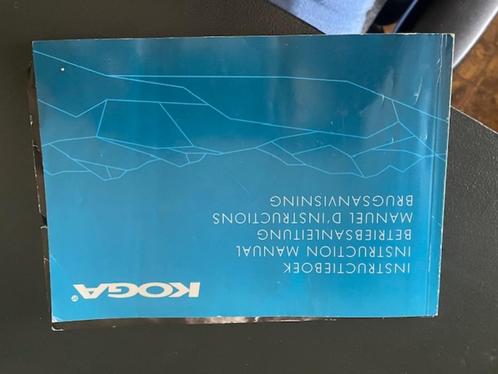 KOGA®
INSTRUCTIEBOEK
INSTRUCTION MANUAL
BETRIEBSANLEITUNG
MANUEL D'INSTRUCTIONS
BRUGSANVISNING